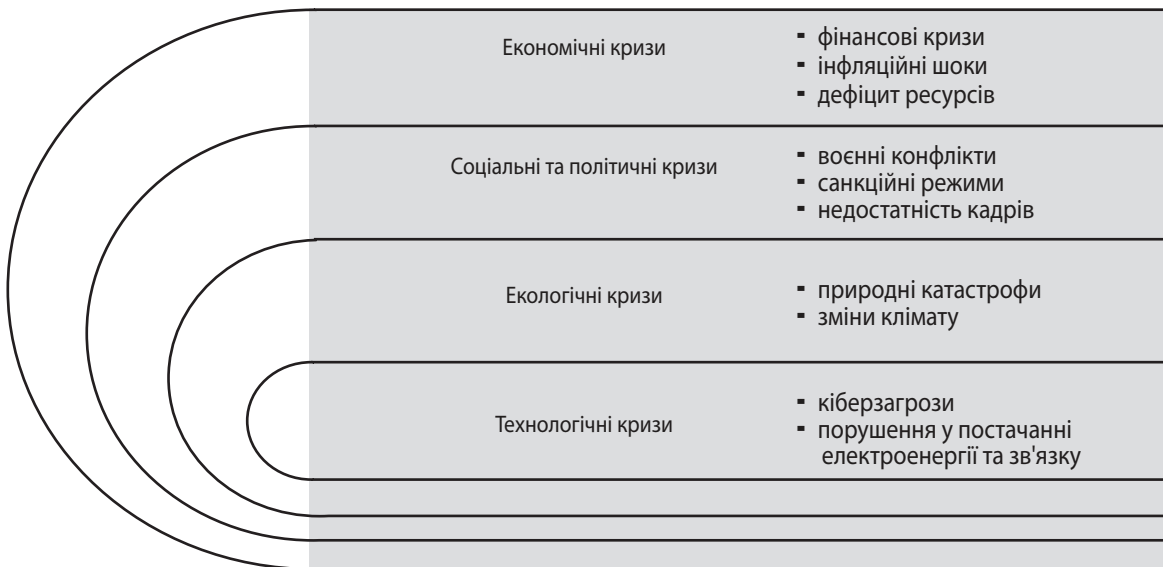 Економічні кризи
▪ фінансові кризи
▪ інфляційні шоки
▪ дефіцит ресурсів
Соціальні та політичні кризи
▪ воєнні конфлікти
▪ санкційні режими
▪ недостатність кадрів
Екологічні кризи
▪ природні катастрофи
▪ зміни клімату
Технологічні кризи
▪ кіберзагрози
▪ порушення у постачанні
електроенергії та зв'язку